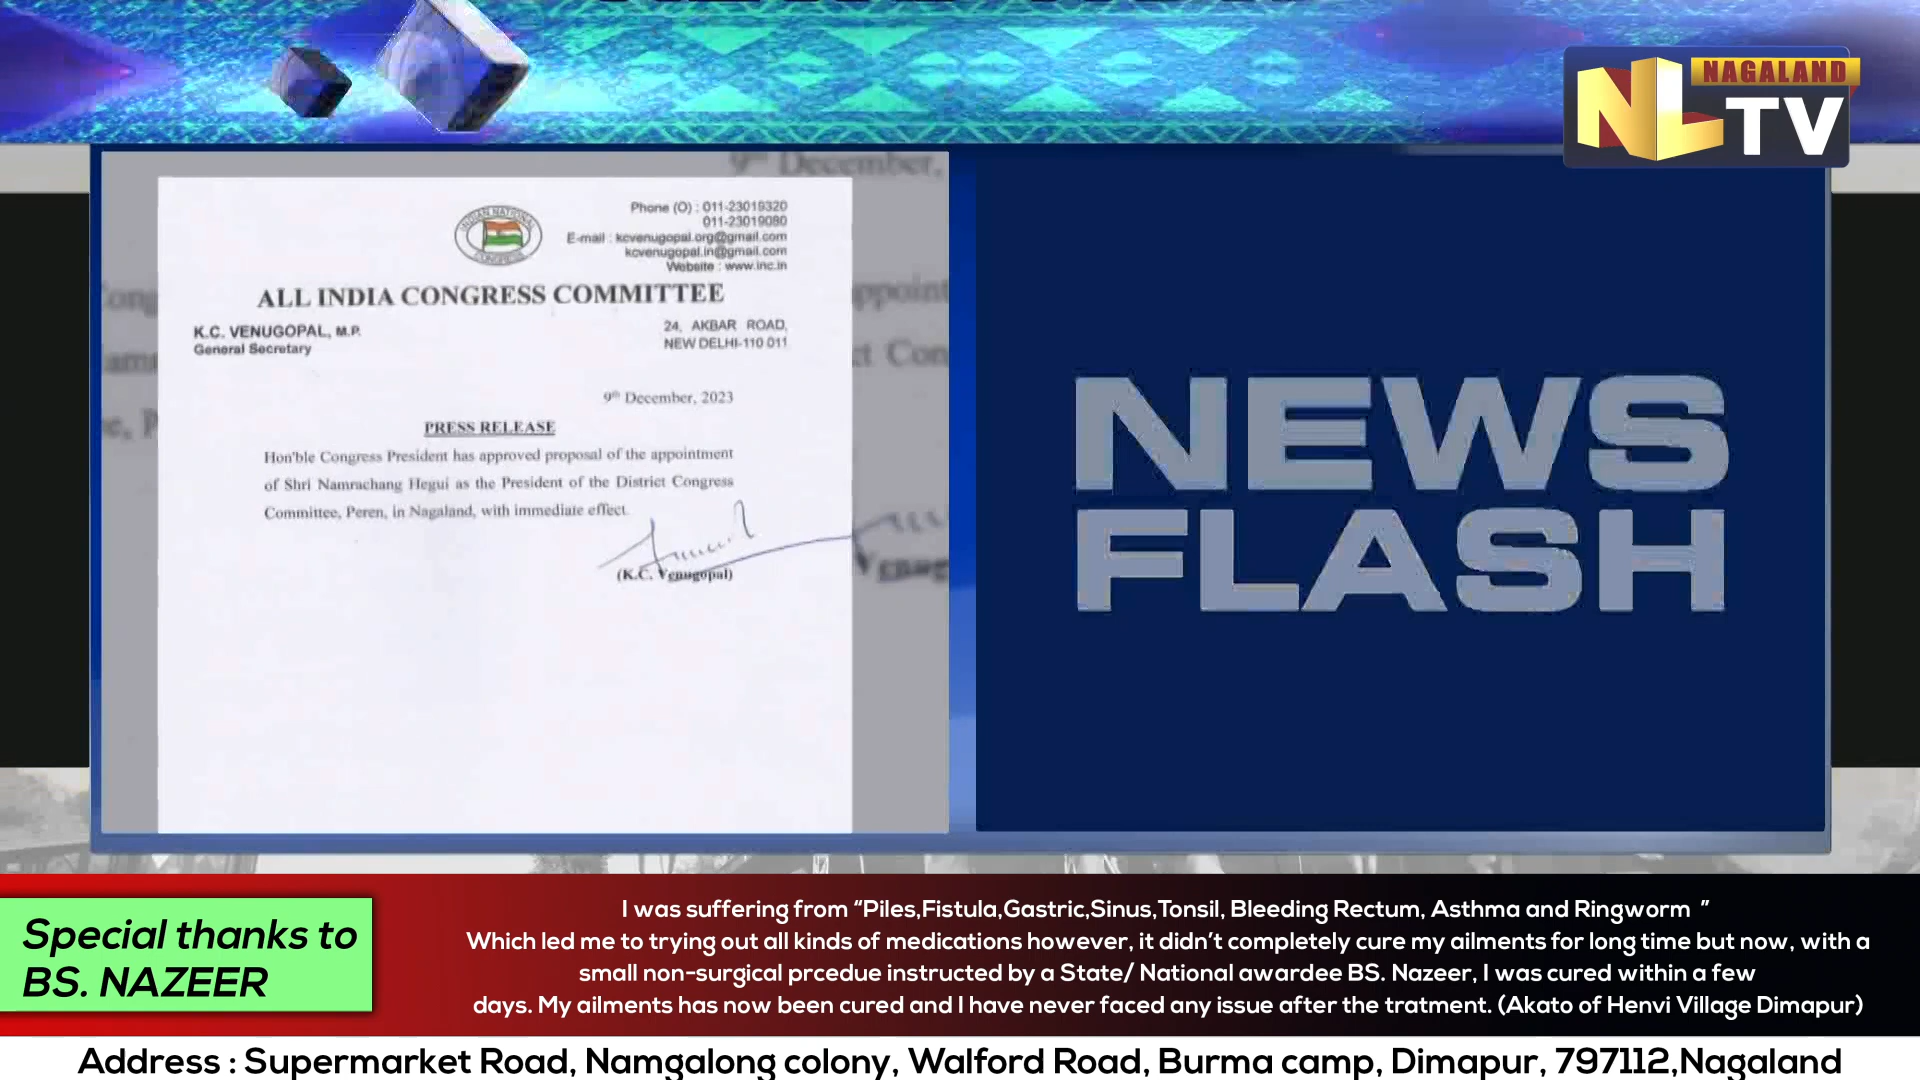 NAGALAND
NL TV
9th December,
INDIAN NATIONAL CONGRESS
Phone (O) : 011-23019320
011-23019080
E-mail : kcvenugopal.org@gmail.com
kcvenugopal.in@gmail.com
Website : www.inc.in
ALL INDIA CONGRESS COMMITTEE
K.C. VENUGOPAL, M.P.
General Secretary
24, AKBAR ROAD,
NEW DELHI-110 011
9th December, 2023
PRESS RELEASE
Hon'ble Congress President has approved proposal of the appointment
of Shri Namrachang Hegui as the President of the District Congress
Committee, Peren, in Nagaland, with immediate effect.
(K.C. Venugopal)
NEWS
FLASH
Special thanks to
BS. NAZEER
I was suffering from “Piles,Fistula,Gastric,Sinus,Tonsil, Bleeding Rectum, Asthma and Ringworm ”
Which led me to trying out all kinds of medications however, it didn’t completely cure my ailments for long time but now, with a
small non-surgical prcedue instructed by a State/ National awardee BS. Nazeer, I was cured within a few
days. My ailments has now been cured and I have never faced any issue after the tratment. (Akato of Henvi Village Dimapur)
Address : Supermarket Road, Namgalong colony, Walford Road, Burma camp, Dimapur, 797112,Nagaland